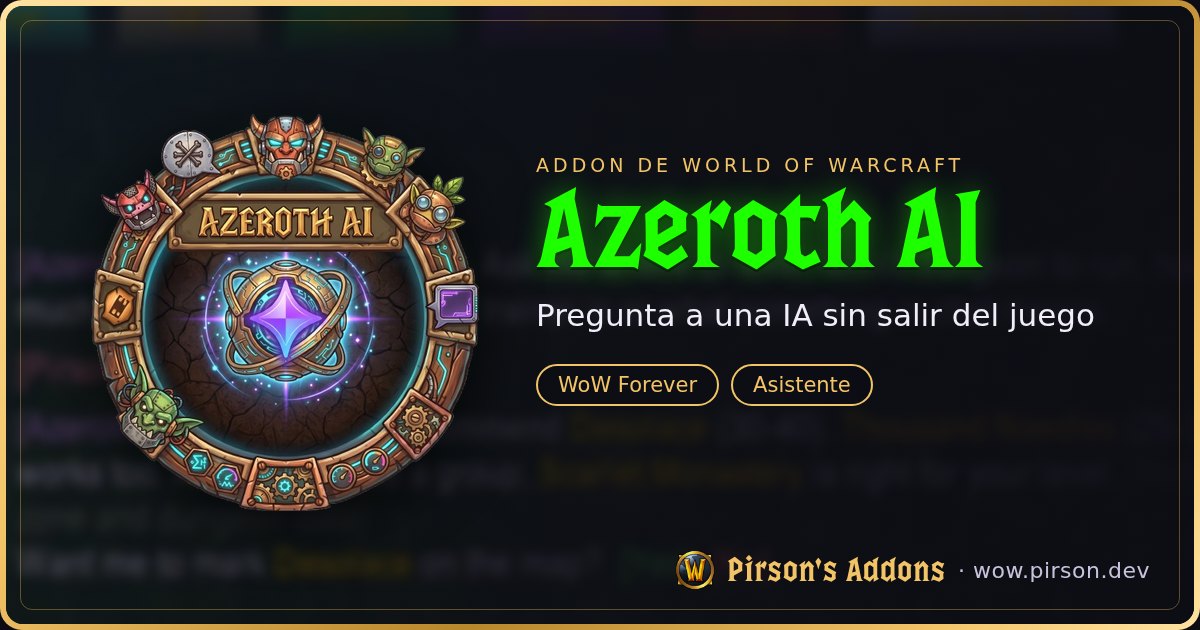 AZEROTH AI
ADDON DE WORLD OF WARCRAFT
Azeroth AI
Pregunta a una IA sin salir del juego
WoW Forever
Asistente
Pirson's Addons · wow.pirson.dev